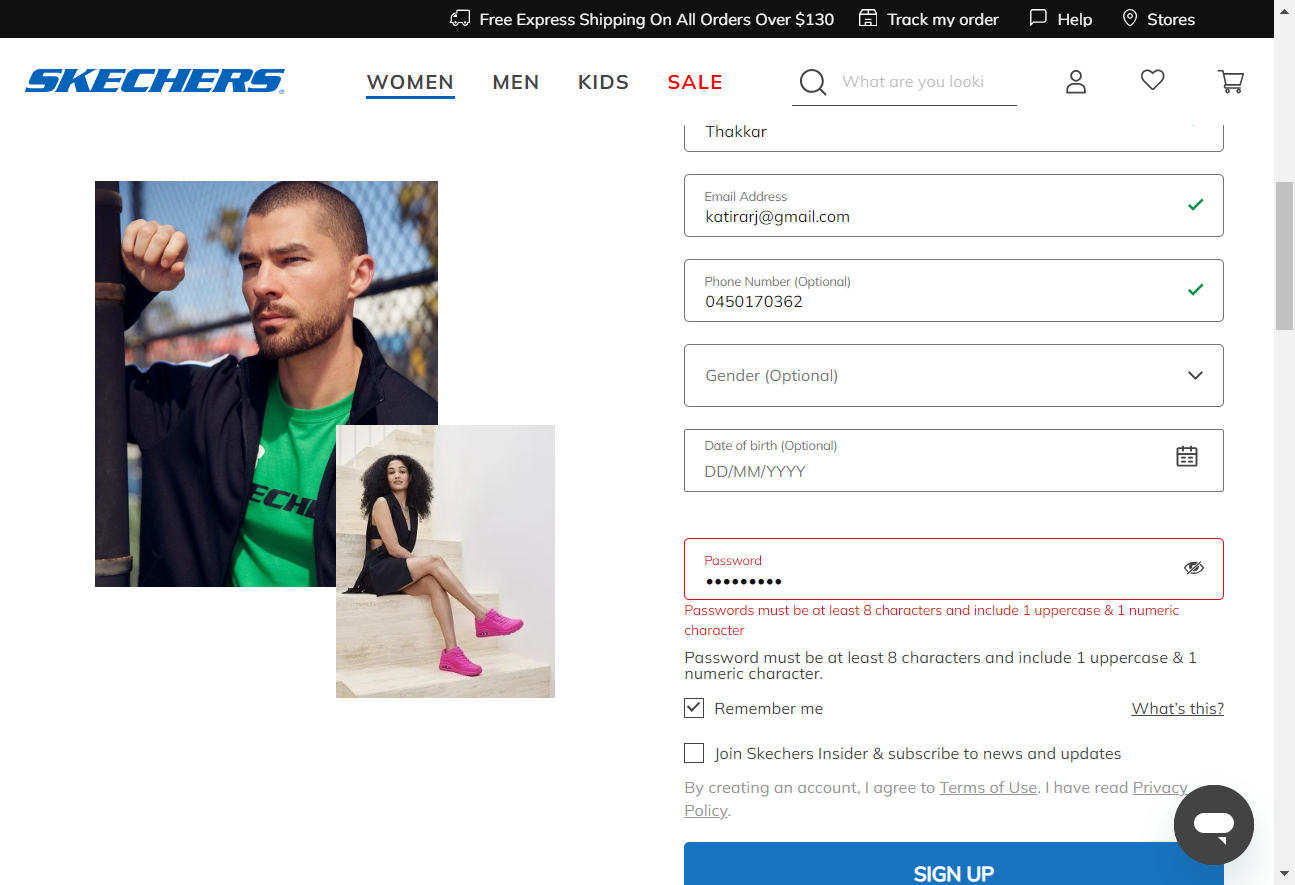 Free Express Shipping On All Orders Over $130 Track my order Help Stores
SKECHERS
WOMEN MEN KIDS SALE What are you looki
Thakkar
Email Address
katirarj@gmail.com
Phone Number (Optional)
0450170362
Gender (Optional)
Date of birth (Optional)
DD/MM/YYYY
Password
•••••••••
Passwords must be at least 8 characters and include 1 uppercase & 1 numeric
character
Password must be at least 8 characters and include 1 uppercase & 1
numeric character.
Remember me What's this?
Join Skechers Insider & subscribe to news and updates
By creating an account, I agree to Terms of Use. I have read Privacy
Policy.
SIGN UP